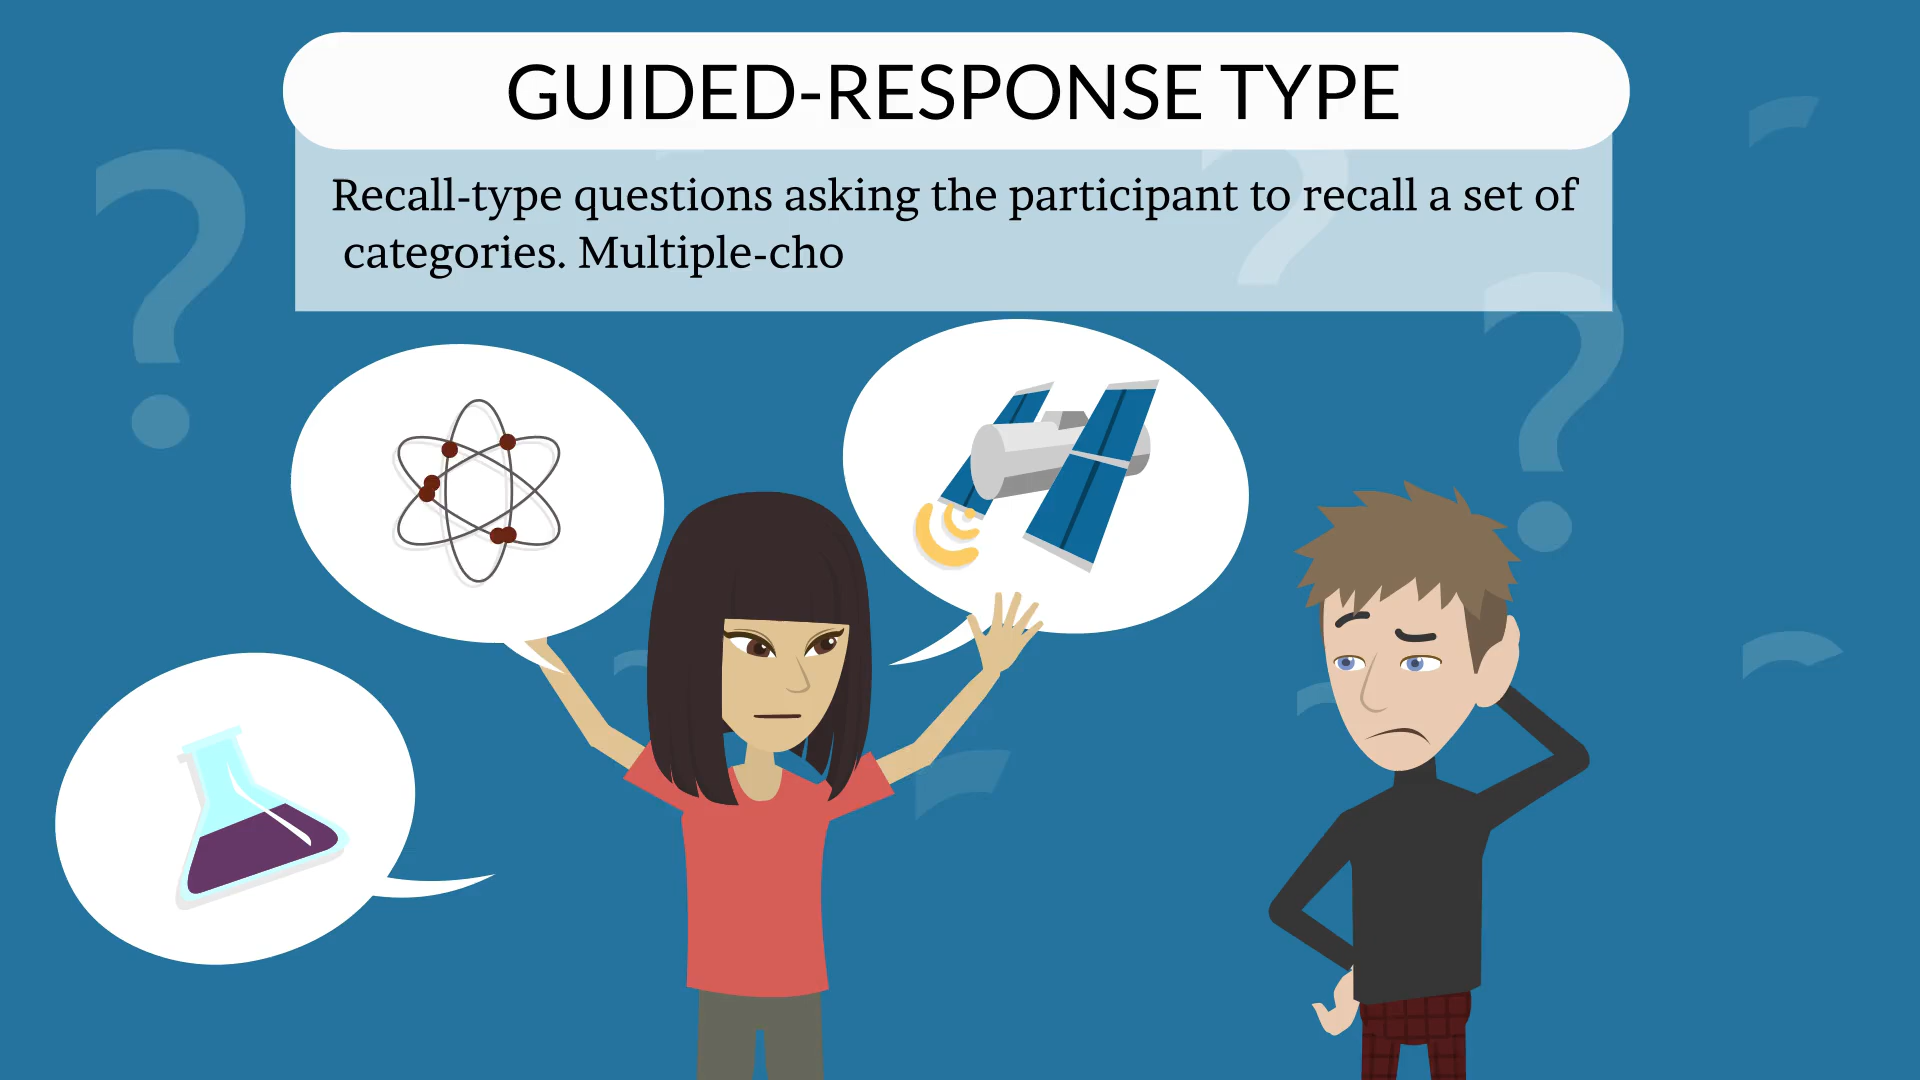 GUIDED-RESPONSE TYPE
Recall-type questions asking the participant to recall a set of
categories. Multiple-cho